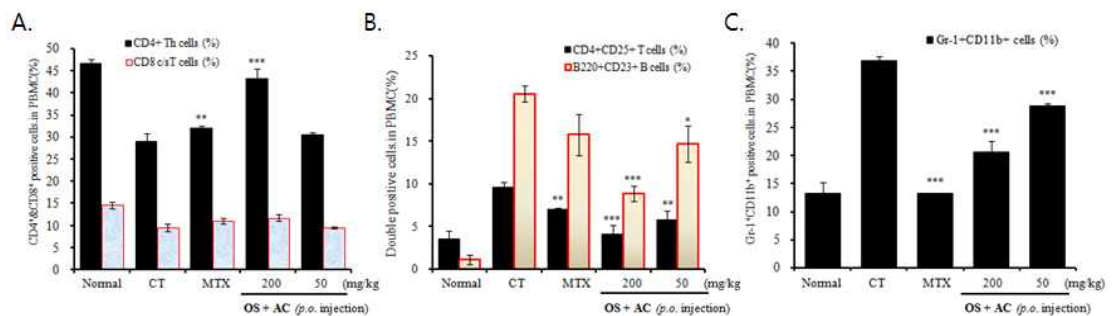 A.
CD4+ Th cells (%)
CD8 c/sT cells (%)
CD4⁺&CD8⁺ positive cells in PBMC(%)
50
45
40
35
30
25
20
15
10
5
0
**
***
Normal CT MTX 200 50 (mg/kg)
OS + AC (p.o. injection)
B.
CD4+CD25+ T cells (%)
B220+CD23+ B cells (%)
Double positive cells in PBMC(%)
25
20
15
10
5
0
**
***
***
**
*
Normal CT MTX 200 50 (mg/kg)
OS + AC (p.o. injection)
C.
Gr-1+CD11b+ cells (%)
Gr-1⁺CD11b⁺ positive cells in PBMC(%)
40
35
30
25
20
15
10
5
0
***
***
***
Normal CT MTX 200 50 (mg/kg)
OS + AC (p.o. injection)